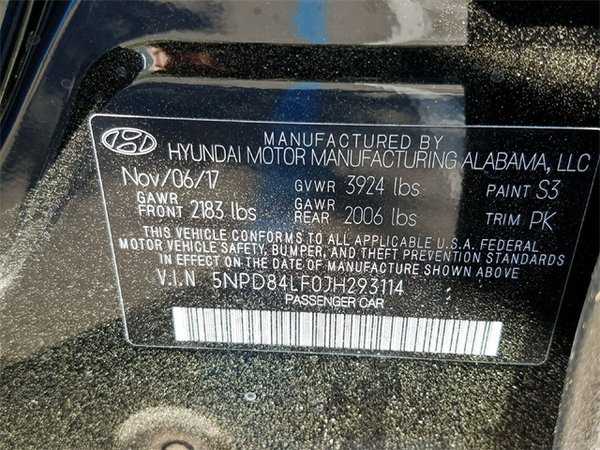 MANUFACTURED BY
HYUNDAI MOTOR MANUFACTURING ALABAMA, LLC
Nov/06/17 GVWR 3924 lbs PAINT S3
GAWR FRONT 2183 lbs GAWR REAR 2006 lbs TRIM PK
THIS VEHICLE CONFORMS TO ALL APPLICABLE U.S.A. FEDERAL
MOTOR VEHICLE SAFETY, BUMPER, AND THEFT PREVENTION STANDARDS
IN EFFECT ON THE DATE OF MANUFACTURE SHOWN ABOVE
V.I.N 5NPD84LF0JH293114
PASSENGER CAR